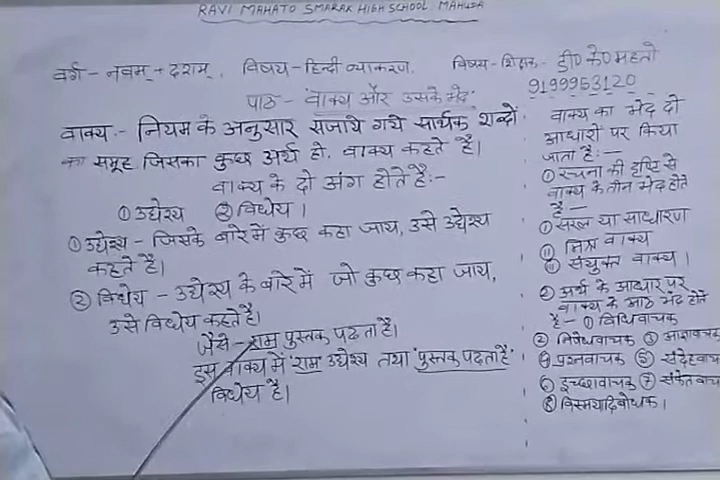 RAVI MAHATO SMARAK HIGH SCHOOL MAHUDA
वर्ग - नवम् + दशम्, विषय - हिन्दी व्याकरण, विषय - शिक्षक - टी० के० महतो
9199953120
पाठ - वाक्य और उसके भेद
वाक्य :- नियम के अनुसार सजाये गये सार्थक शब्दों
का समूह जिसका कुछ अर्थ हो, वाक्य कहते हैं।
वाक्य के दो अंग होते हैं:-
① उद्येश्य ② विधेय।
① उद्येश्य - जिसके बारे में कुछ कहा जाय, उसे उद्येश्य
कहते हैं।
② विधेय - उद्येश्य के बारे में जो कुछ कहा जाय,
उसे विधेय कहते हैं।
जैसे - राम पुस्तक पढ़ता है।
इस वाक्य में 'राम' उद्येश्य तथा 'पुस्तक पढ़ता है'
विधेय है।
वाक्य का भेद दो
आधारों पर किया
जाता है:-
① रचना की दृष्टि से
वाक्य के तीन भेद होते
हैं -
① सरल या साधारण
॥ मिश्र वाक्य
॥। संयुक्त वाक्य।
② अर्थ के आधार पर
वाक्य के आठ भेद होते
हैं - ① विधिवाचक
② निषेधवाचक ③ आज्ञावाचक
④ प्रश्नवाचक ⑤ संदेहवाच
⑥ इच्छावाचक ⑦ संकेतवाच
⑧ विस्मयादिबोधक।